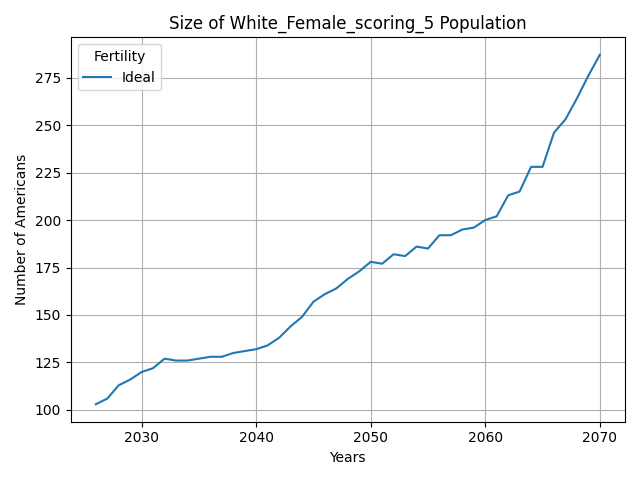 Size of White_Female_scoring_5 Population
Fertility
Ideal
Number of Americans
275
250
225
200
175
150
125
100
2030 2040 2050 2060 2070
Years